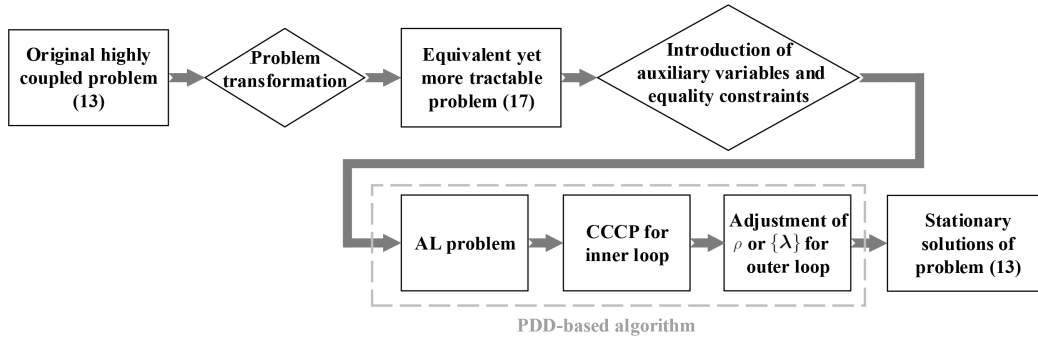 Original highly
coupled problem
(13)
Problem
transformation
Equivalent yet
more tractable
problem (17)
Introduction of
auxiliary variables and
equality constraints
AL problem
CCCP for
inner loop
Adjustment of
ρ or {λ} for
outer loop
Stationary
solutions of
problem (13)
PDD-based algorithm